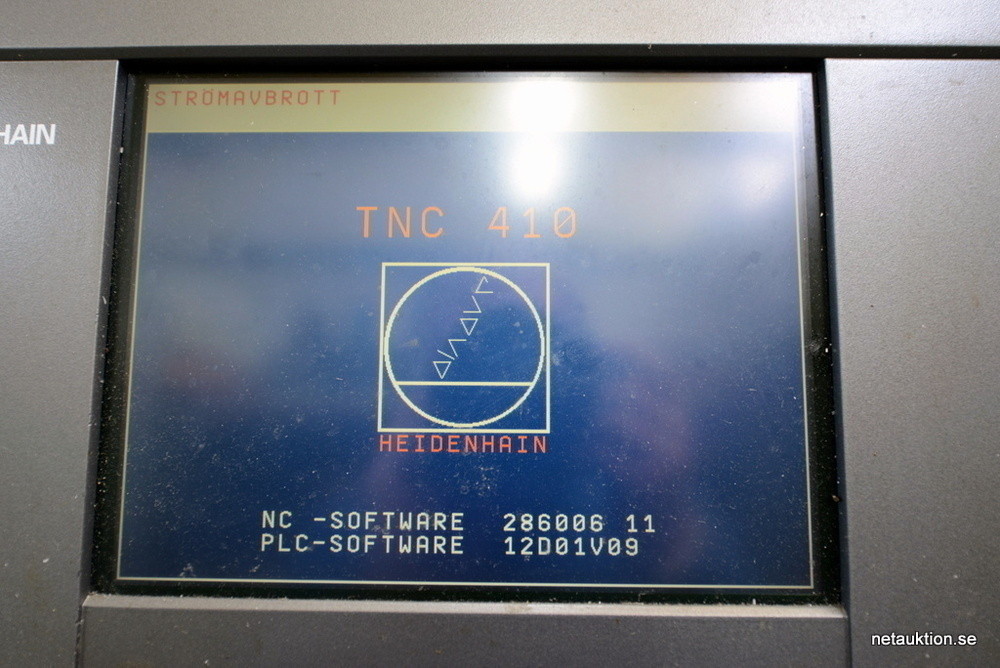 STRÖMAVBROTT
HAIN
TNC 410
HEIDENHAIN
NC -SOFTWARE 286006 11
PLC-SOFTWARE 12D01V09
netauktion.se